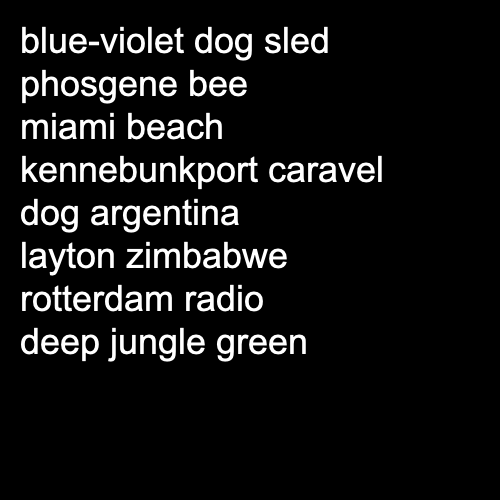 blue-violet dog sled
phosgene bee
miami beach
kennebunkport caravel
dog argentina
layton zimbabwe
rotterdam radio
deep jungle green